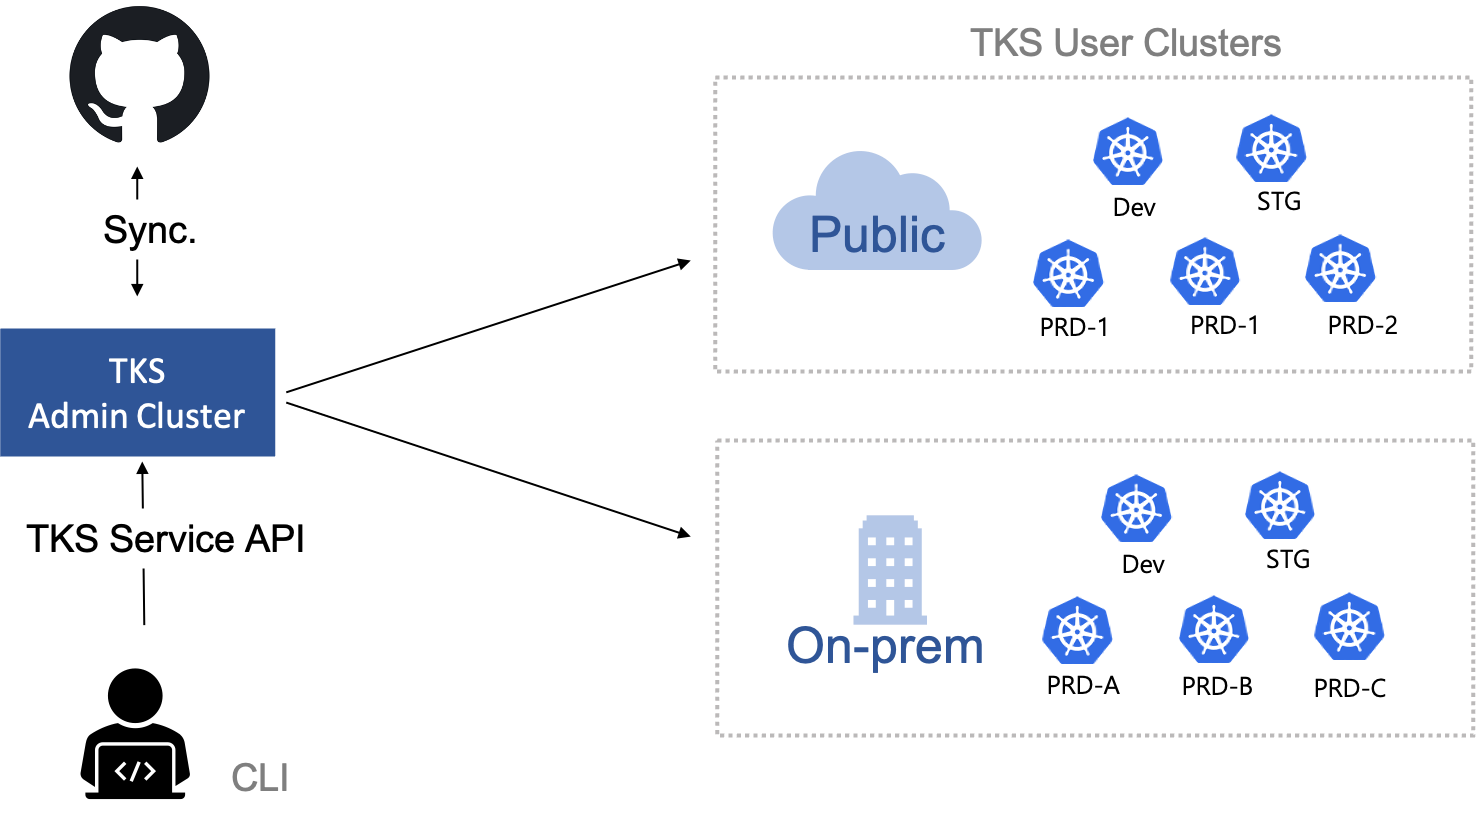 TKS User Clusters
Sync.
TKS
Admin Cluster
TKS Service API
</>
CLI
Public
Dev
STG
PRD-1
PRD-1
PRD-2
On-prem
Dev
STG
PRD-A
PRD-B
PRD-C